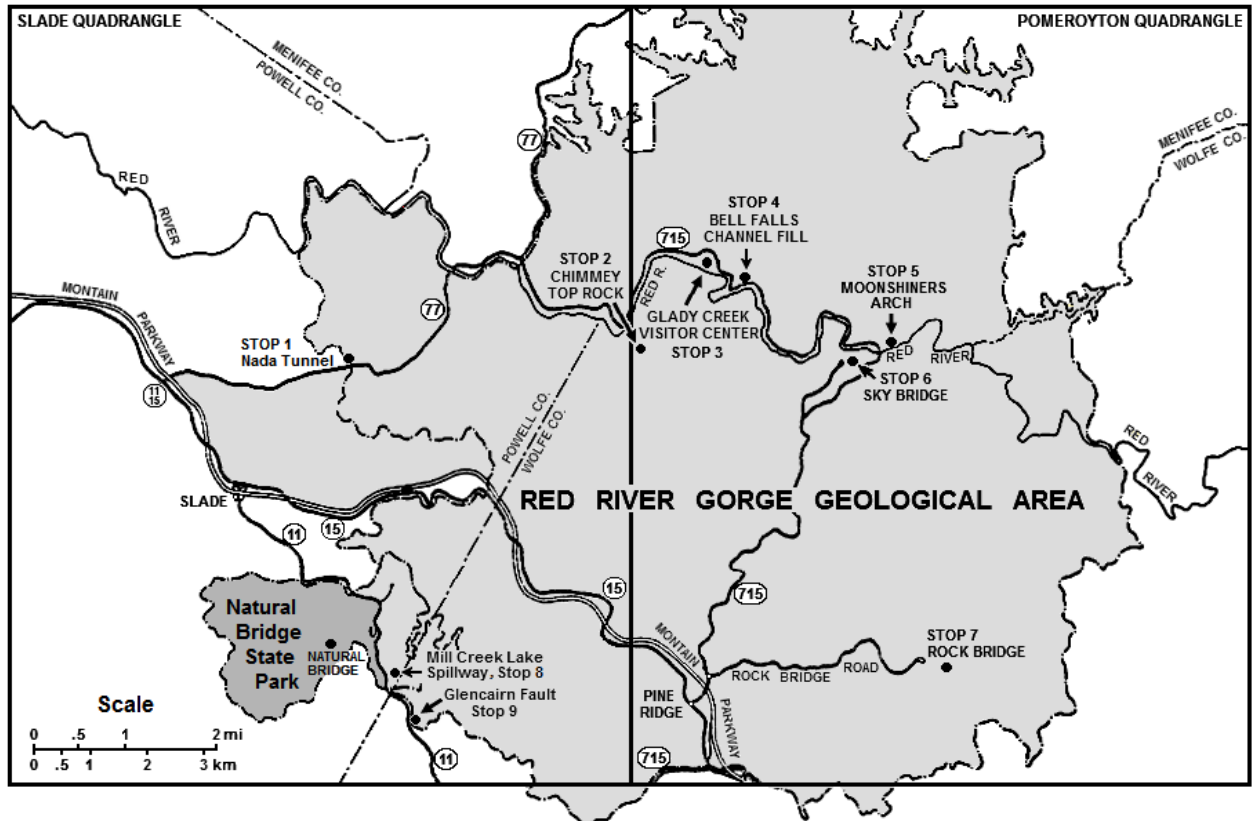 SLADE QUADRANGLE
POMEROYTON QUADRANGLE
MENIFEE CO.
POWELL CO.
MENIFEE CO.
WOLFE CO.
77
RED
RIVER
STOP 4
BELL FALLS
CHANNEL FILL
715
STOP 2
CHIMMEY
TOP ROCK
RED R.
STOP 5
MOONSHINERS
ARCH
MONTAIN
PARKWAY
77
GLADY CREEK
VISITOR CENTER
STOP 1
Nada Tunnel
STOP 3
RED
RIVER
STOP 6
SKY BRIDGE
11
15
POWELL CO.
WOLFE CO.
RED
RIVER
SLADE
RED RIVER GORGE GEOLOGICAL AREA
15
11
15
715
Natural
Bridge
State
Park
NATURAL
BRIDGE
MONTAIN
PARKWAY
STOP 7
ROCK BRIDGE
Mill Creek Lake
Spillway, Stop 8
ROCK BRIDGE ROAD
Glencairn Fault
Stop 9
PINE
RIDGE
Scale
0 .5 1 2 mi
0 .5 1 2 3 km
11
715